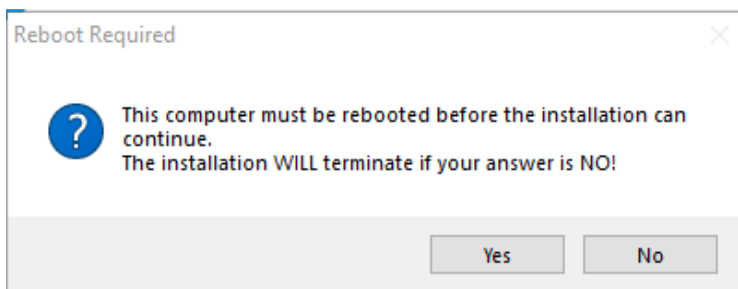 Reboot Required
This computer must be rebooted before the installation can
continue.
The installation WILL terminate if your answer is NO!
Yes
No